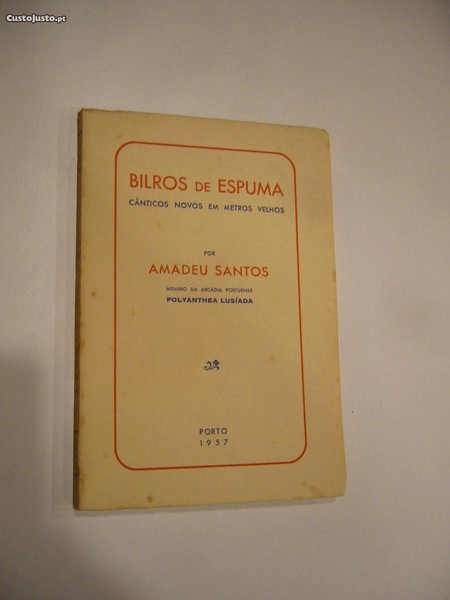 CustoJusto.pt
BILROS DE ESPUMA
CÂNTICOS NOVOS EM METROS VELHOS
POR
AMADEU SANTOS
MEMBRO DA ARCÁDIA PORTUENSE
POLYANTHEA LUSÍADA
PORTO
1957